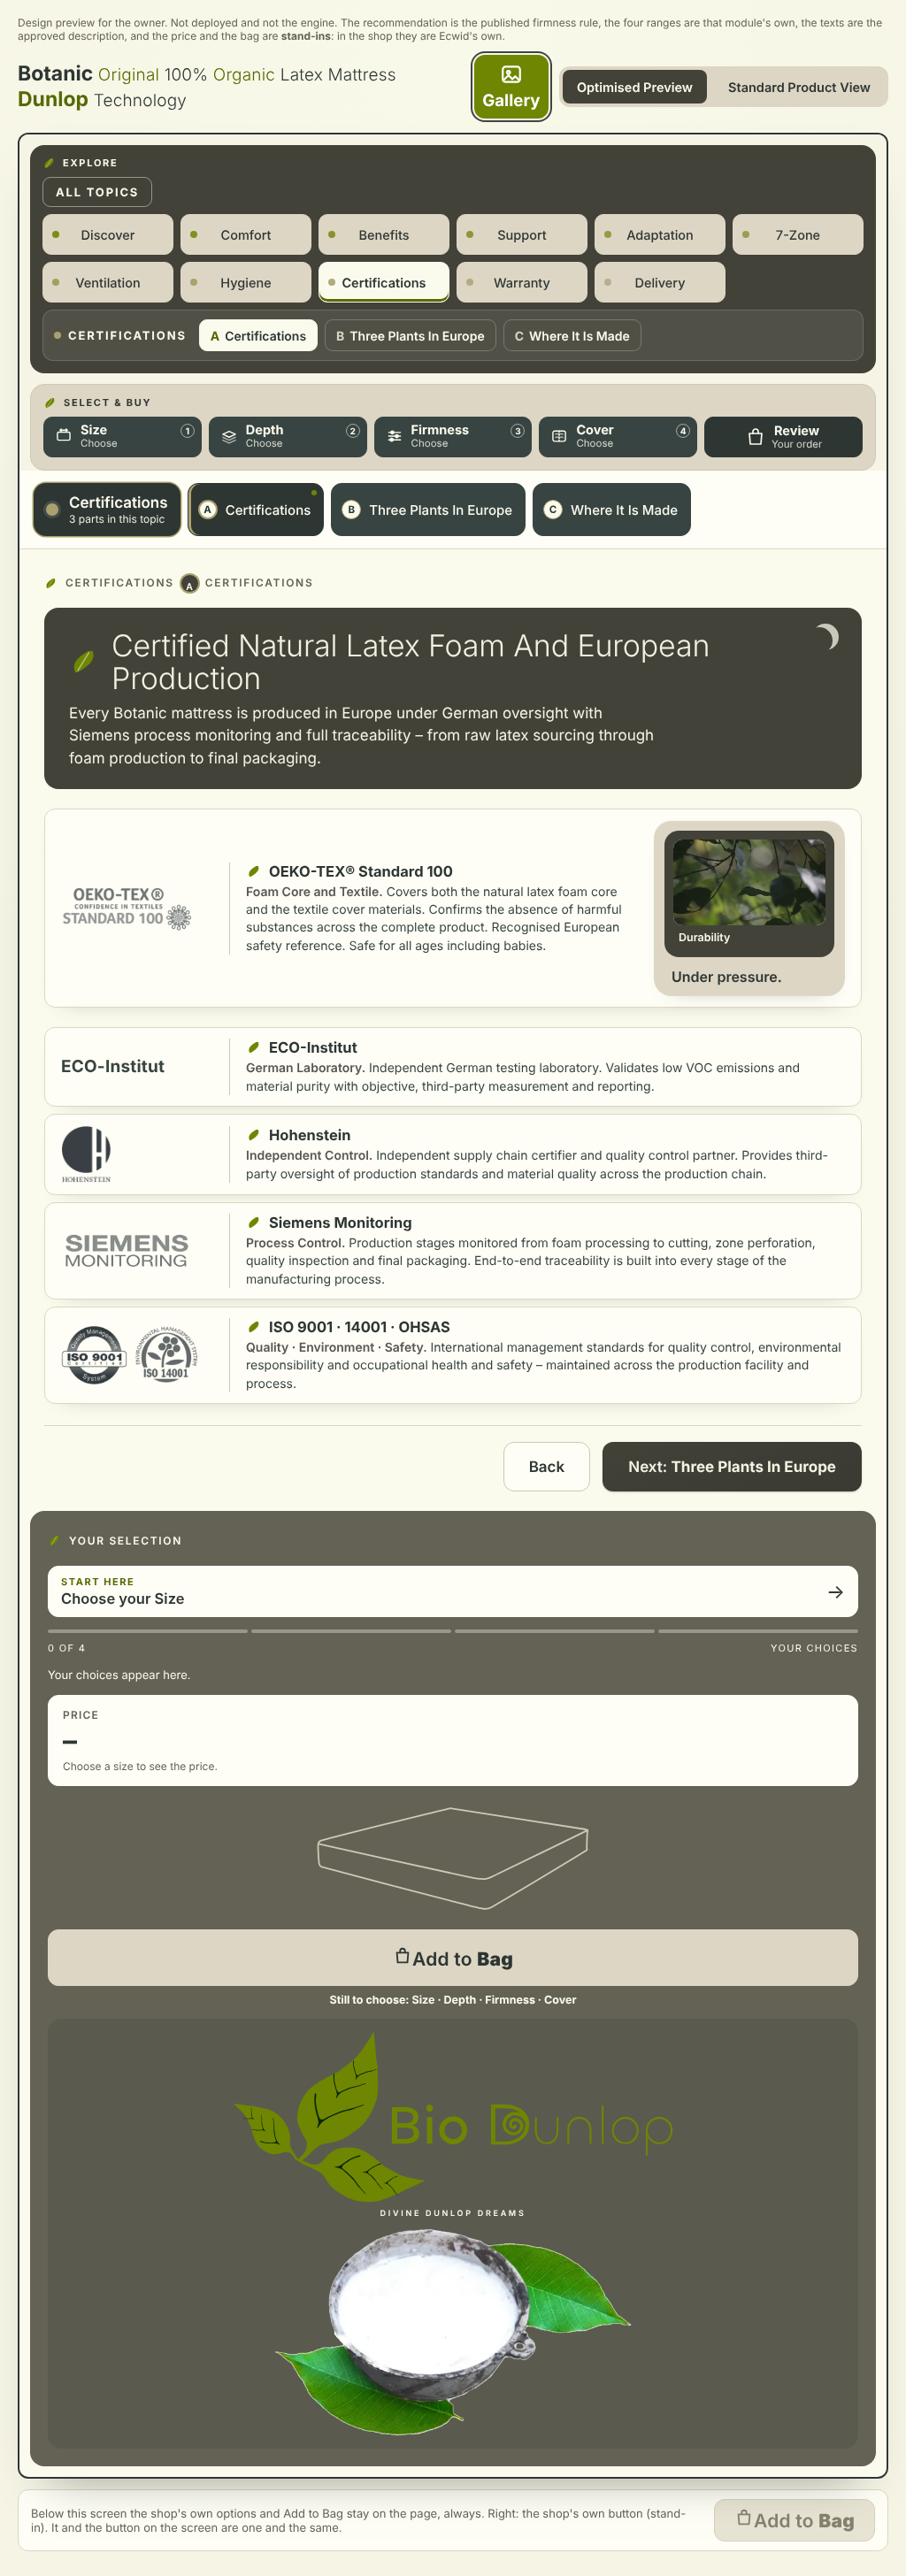 Design preview for the owner. Not deployed and not the engine. The recommendation is the published firmness rule, the four ranges are that module's own, the texts are the
approved description, and the price and the bag are stand-ins: in the shop they are Ecwid's own.
Botanic Original 100% Organic Latex Mattress
Dunlop Technology
Gallery
Optimised Preview
Standard Product View
EXPLORE
ALL TOPICS
Discover
Comfort
Benefits
Support
Adaptation
7-Zone
Ventilation
Hygiene
Certifications
Warranty
Delivery
CERTIFICATIONS
A Certifications
B Three Plants In Europe
C Where It Is Made
SELECT & BUY
Size
Choose
1
Depth
Choose
2
Firmness
Choose
3
Cover
Choose
4
Review
Your order
Certifications
3 parts in this topic
A Certifications
B Three Plants In Europe
C Where It Is Made
CERTIFICATIONS A CERTIFICATIONS
Certified Natural Latex Foam And European
Production
Every Botanic mattress is produced in Europe under German oversight with
Siemens process monitoring and full traceability – from raw latex sourcing through
foam production to final packaging.
OEKO-TEX®
CONFIDENCE IN TEXTILES
STANDARD 100
OEKO-TEX® Standard 100
Foam Core and Textile. Covers both the natural latex foam core
and the textile cover materials. Confirms the absence of harmful
substances across the complete product. Recognised European
safety reference. Safe for all ages including babies.
Durability
Under pressure.
ECO-Institut
ECO-Institut
German Laboratory. Independent German testing laboratory. Validates low VOC emissions and
material purity with objective, third-party measurement and reporting.
HOHENSTEIN
Hohenstein
Independent Control. Independent supply chain certifier and quality control partner. Provides third-
party oversight of production standards and material quality across the production chain.
SIEMENS
MONITORING
Siemens Monitoring
Process Control. Production stages monitored from foam processing to cutting, zone perforation,
quality inspection and final packaging. End-to-end traceability is built into every stage of the
manufacturing process.
Quality Management
ISO 9001
Certified
System
ENVIRONMENTAL MANAGEMENT SYSTEM
ISO 14001
ISO 9001 · 14001 · OHSAS
Quality · Environment · Safety. International management standards for quality control, environmental
responsibility and occupational health and safety – maintained across the production facility and
process.
Back
Next: Three Plants In Europe
YOUR SELECTION
START HERE
Choose your Size
0 OF 4
YOUR CHOICES
Your choices appear here.
PRICE
–
Choose a size to see the price.
Add to Bag
Still to choose: Size · Depth · Firmness · Cover
Bio Dunlop
DIVINE DUNLOP DREAMS
Below this screen the shop's own options and Add to Bag stay on the page, always. Right: the shop's own button (stand-
in). It and the button on the screen are one and the same.
Add to Bag